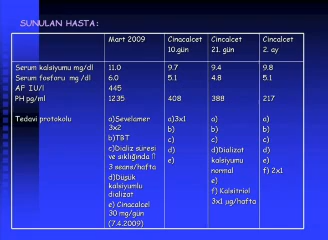 SUNULAN HASTA:
Mart 2009
Cinacalcet 10.gün
Cinacalcet 21. gün
Cinacalcet 2. ay
Serum kalsiyumu mg/dl 11.0 9.7 9.4 9.8
Serum fosforu mg /dl 6.0 5.1 4.8 5.1
AF IU/l 445
PH pg/ml 1235 408 388 217
Tedavi protokolu
a)Sevelamer
3x2
b)TBT
c)Dializ süresi
ve sıklığında
3 seans/hafta
d)Düşük
kalsiyumlu
dializat
e) Cinacalcet
30 mg/gün
(7.4.2009)
a)3x1
b)
c)
d)
e)
a)
b)
c)
d)Dializat
kalsiyumu
normal
e)
f) Kalsitriol
3x1 µg/hafta
a)
b)
c)
d)
e)
f) 2x1